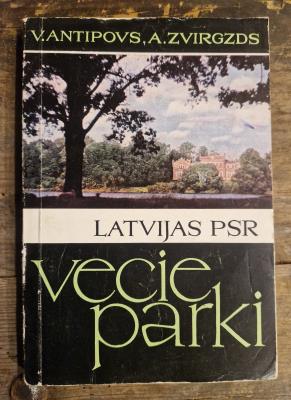 V.ANTIPOVS, A.ZVIRGZDS
LATVIJAS PSR
vecie
parki